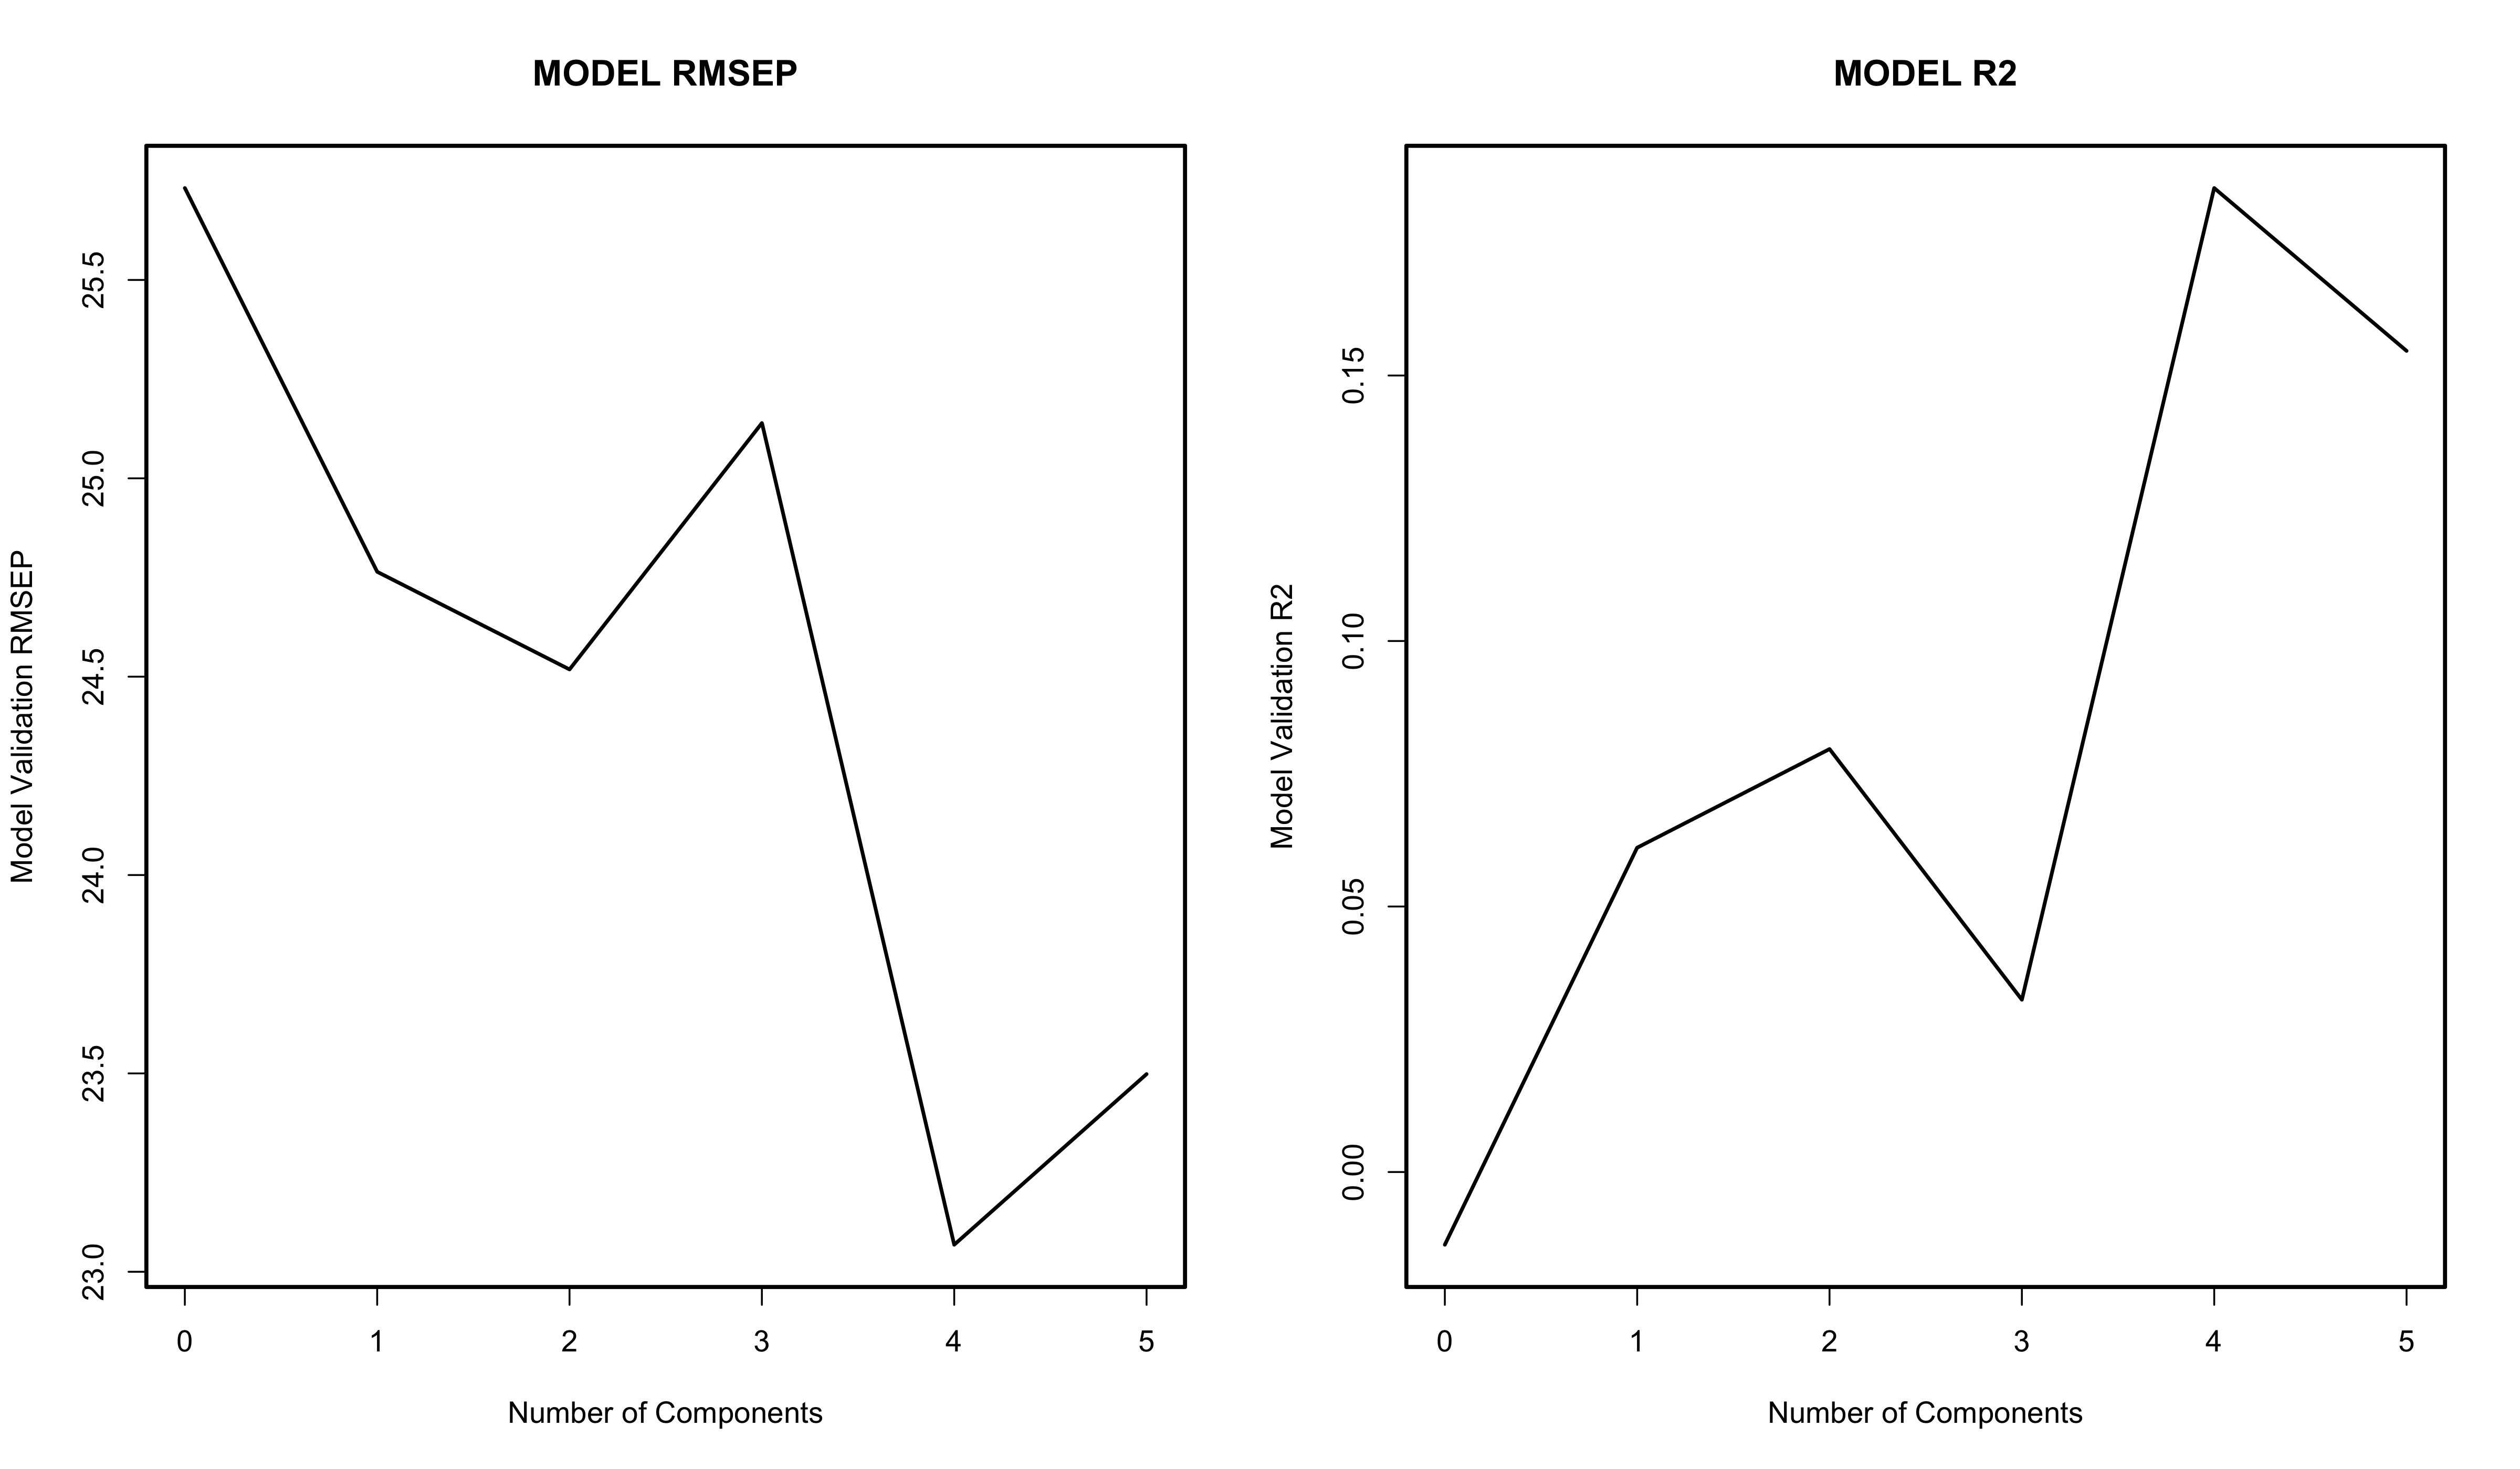 MODEL RMSEP
Model Validation RMSEP
25.5
25.0
24.5
24.0
23.5
23.0
0 1 2 3 4 5
Number of Components
MODEL R2
Model Validation R2
0.15
0.10
0.05
0.00
0 1 2 3 4 5
Number of Components